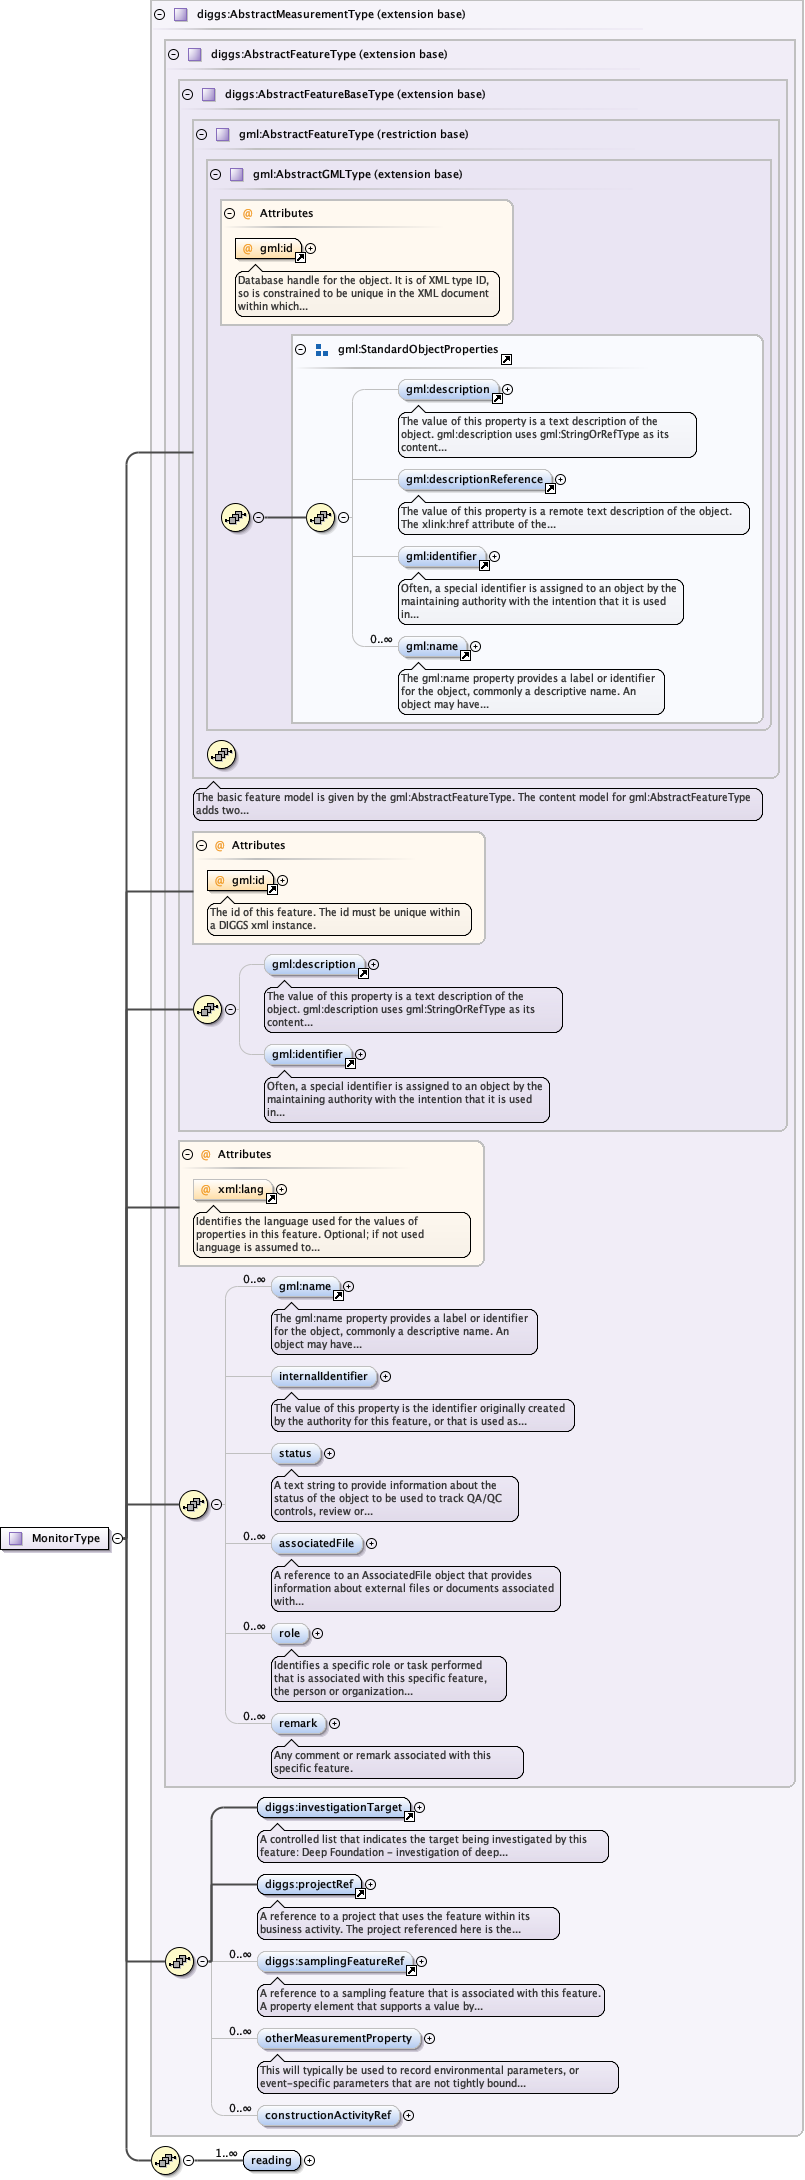 diggs:AbstractMeasurementType (extension base)
diggs:AbstractFeatureType (extension base)
diggs:AbstractFeatureBaseType (extension base)
gml:AbstractFeatureType (restriction base)
gml:AbstractGMLType (extension base)
@ Attributes
@ gml:id
Database handle for the object. It is of XML type ID,
so is constrained to be unique in the XML document
within which...
gml:StandardObjectProperties
gml:description
The value of this property is a text description of the
object. gml:description uses gml:StringOrRefType as its
content...
gml:descriptionReference
The value of this property is a remote text description of the object.
The xlink:href attribute of the...
gml:identifier
Often, a special identifier is assigned to an object by the
maintaining authority with the intention that it is used
in...
0..∞
gml:name
The gml:name property provides a label or identifier
for the object, commonly a descriptive name. An
object may have...
The basic feature model is given by the gml:AbstractFeatureType. The content model for gml:AbstractFeatureType
adds two...
@ Attributes
@ gml:id
The id of this feature. The id must be unique within
a DIGGS xml instance.
gml:description
The value of this property is a text description of the
object. gml:description uses gml:StringOrRefType as its
content...
gml:identifier
Often, a special identifier is assigned to an object by the
maintaining authority with the intention that it is used
in...
@ Attributes
@ xml:lang
Identifies the language used for the values of
properties in this feature. Optional; if not used
language is assumed to...
0..∞
gml:name
The gml:name property provides a label or identifier
for the object, commonly a descriptive name. An
object may have...
internalIdentifier
The value of this property is the identifier originally created
by the authority for this feature, or that is used as...
status
A text string to provide information about the
status of the object to be used to track QA/QC
controls, review or...
MonitorType
0..∞
associatedFile
A reference to an AssociatedFile object that provides
information about external files or documents associated
with...
0..∞
role
Identifies a specific role or task performed
that is associated with this specific feature,
the person or organization...
0..∞
remark
Any comment or remark associated with this
specific feature.
diggs:investigationTarget
A controlled list that indicates the target being investigated by this
feature: Deep Foundation - investigation of deep...
diggs:projectRef
A reference to a project that uses the feature within its
business activity. The project referenced here is the...
0..∞
diggs:samplingFeatureRef
A reference to a sampling feature that is associated with this feature.
A property element that supports a value by...
0..∞
otherMeasurementProperty
This will typically be used to record environmental parameters, or
event-specific parameters that are not tightly bound...
0..∞
constructionActivityRef
1..∞
reading